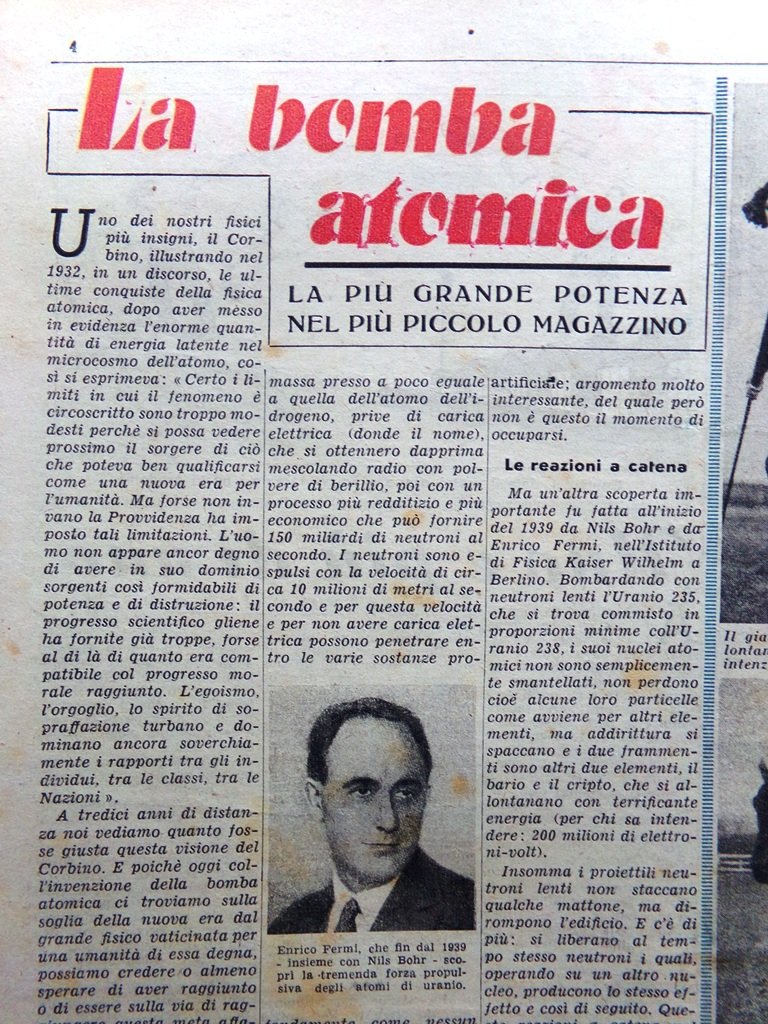 4
La bomba
atomica
LA PIÙ GRANDE POTENZA
NEL PIÙ PICCOLO MAGAZZINO
Uno dei nostri fisici
più insigni, il Cor-
bino, illustrando nel
1932, in un discorso, le ul-
time conquiste della fisica
atomica, dopo aver messo
in evidenza l'enorme quan-
tità di energia latente nel
microcosmo dell'atomo, co-
sì si esprimeva: « Certo i li-
miti in cui il fenomeno è
circoscritto sono troppo mo-
desti perchè si possa vedere
prossimo il sorgere di ciò
che poteva ben qualificarsi
come una nuova era per
l'umanità. Ma forse non in-
vano la Provvidenza ha im-
posto tali limitazioni. L'uo-
mo non appare ancor degno
di avere in suo dominio
sorgenti così formidabili di
potenza e di distruzione: il
progresso scientifico gliene
ha fornite già troppe, forse
al di là di quanto era com-
patibile col progresso mo-
rale raggiunto. L'egoismo,
l'orgoglio, lo spirito di so-
praffazione turbano e do-
minano ancora soverchia-
mente i rapporti tra gli in-
dividui, tra le classi, tra le
Nazioni ».
A tredici anni di distan-
za noi vediamo quanto fos-
se giusta questa visione del
Corbino. E poichè oggi col-
l'invenzione della bomba
atomica ci troviamo sulla
soglia della nuova era dal
grande fisico vaticinata per
una umanità di essa degna,
possiamo credere o almeno
sperare di aver raggiunto
o di essere sulla via di rag-
giungere questa meta
massa presso a poco eguale
a quella dell'atomo dell'i-
drogeno, prive di carica
elettrica (donde il nome),
che si ottennero dapprima
mescolando radio con pol-
vere di berillio, poi con un
processo più redditizio e più
economico che può fornire
150 miliardi di neutroni al
secondo. I neutroni sono e-
spulsi con la velocità di cir-
ca 10 milioni di metri al se-
condo e per questa velocità
e per non avere carica elet-
trica possono penetrare en-
tro le varie sostanze pro-
Enrico Fermi, che fin dal 1939
- insieme con Nils Bohr - sco-
prì la tremenda forza propul-
siva degli atomi di uranio.
fondamente come nessun
artificiale; argomento molto
interessante, del quale però
non è questo il momento di
occuparsi.
Le reazioni a catena
Ma un'altra scoperta im-
portante fu fatta all'inizio
del 1939 da Nils Bohr e da
Enrico Fermi, nell'Istituto
di Fisica Kaiser Wilhelm a
Berlino. Bombardando con
neutroni lenti l'Uranio 235,
che si trova commisto in
proporzioni minime coll'U-
ranio 238, i suoi nuclei ato-
mici non sono semplicemen-
te smantellati, non perdono
cioè alcune loro particelle
come avviene per altri ele-
menti, ma addirittura si
spaccano e i due frammen-
ti sono altri due elementi, il
bario e il cripto, che si al-
lontanano con terrificante
energia (per chi sa inten-
dere: 200 milioni di elettro-
ni-volt).
Insomma i proiettili neu-
troni lenti non staccano
qualche mattone, ma di-
rompono l'edificio. E c'è di
più: si liberano al tem-
po stesso neutroni i quali,
operando su un altro nu-
cleo, producono lo stesso ef-
fetto e così di seguito. Que-
Il gia
lontan
intenz